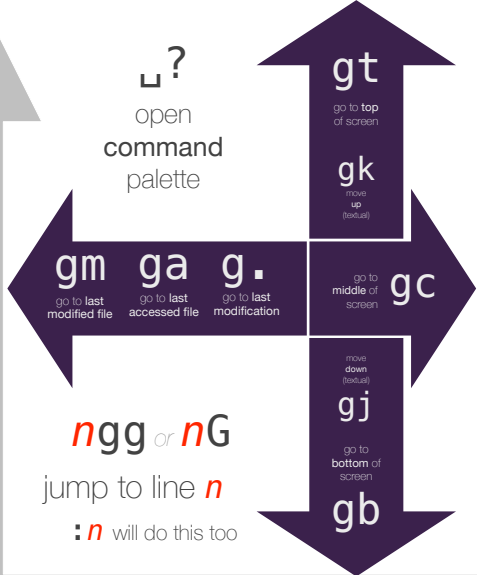 ␣?
open
command
palette
gt
go to top
of screen
gk
move
up
(textual)
gm ga g.
go to last
modified file
go to last
accessed file
go to last
modification
go to
middle of
screen
gc
move
down
(textual)
gj
go to
bottom of
screen
gb
ngg or nG
jump to line n
:n will do this too